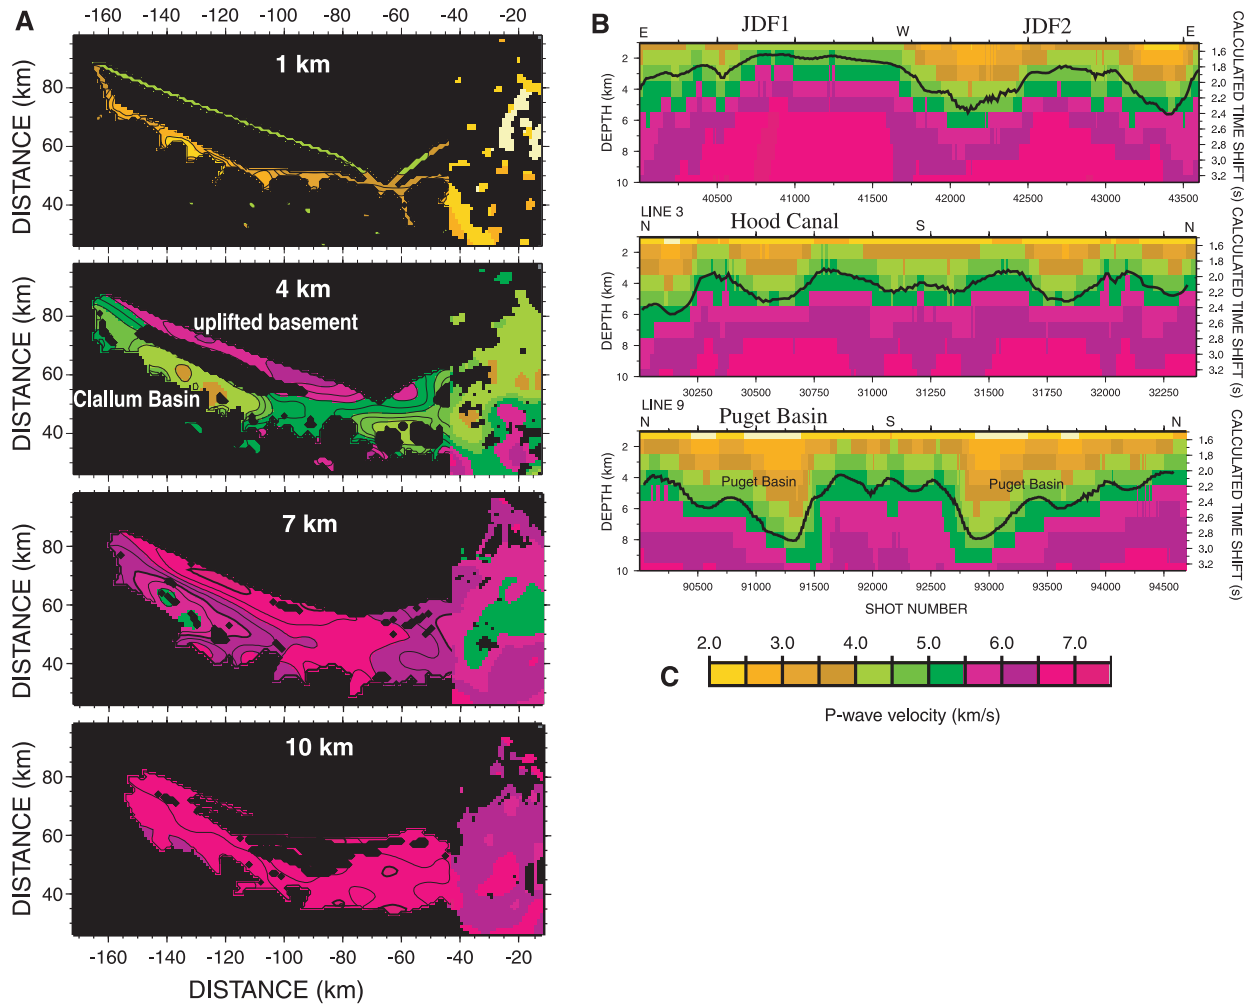 A
-160 -140 -120 -100 -80 -60 -40 -20
1 km
DISTANCE (km)
80
60
40
4 km
uplifted basement
Clallum Basin
DISTANCE (km)
80
60
40
7 km
DISTANCE (km)
80
60
40
10 km
DISTANCE (km)
80
60
40
-160 -140 -120 -100 -80 -60 -40 -20
DISTANCE (km)
B
JDF1 JDF2
E W E
DEPTH (km)
2
4
6
8
10
1.6
1.8
2.0
2.2
2.4
2.6
2.8
3.0
3.2
CALCULATED TIME SHIFT (s)
40500 41000 41500 42000 42500 43000 43500
LINE 3
Hood Canal
N S N
DEPTH (km)
2
4
6
8
10
1.6
1.8
2.0
2.2
2.4
2.6
2.8
3.0
3.2
CALCULATED TIME SHIFT (s)
30250 30500 30750 31000 31250 31500 31750 32000 32250
LINE 9
Puget Basin
N S N
DEPTH (km)
2
4
6
8
10
Puget Basin Puget Basin
1.6
1.8
2.0
2.2
2.4
2.6
2.8
3.0
3.2
CALCULATED TIME SHIFT (s)
90500 91000 91500 92000 92500 93000 93500 94000 94500
SHOT NUMBER
2.0 3.0 4.0 5.0 6.0 7.0
C
P-wave velocity (km/s)